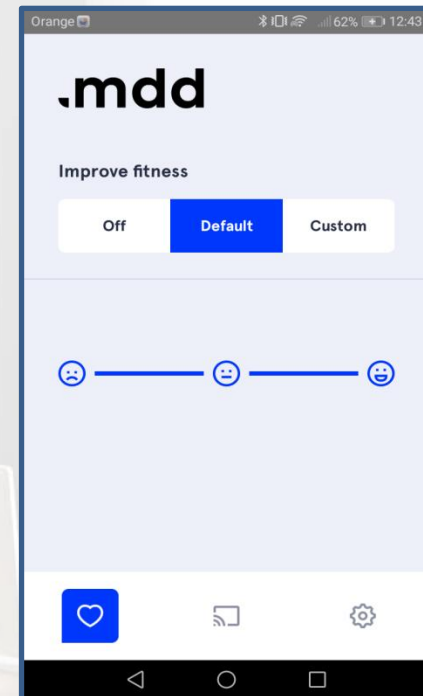 Orange 62% 12:43
.mdd
Improve fitness
Off Default Custom